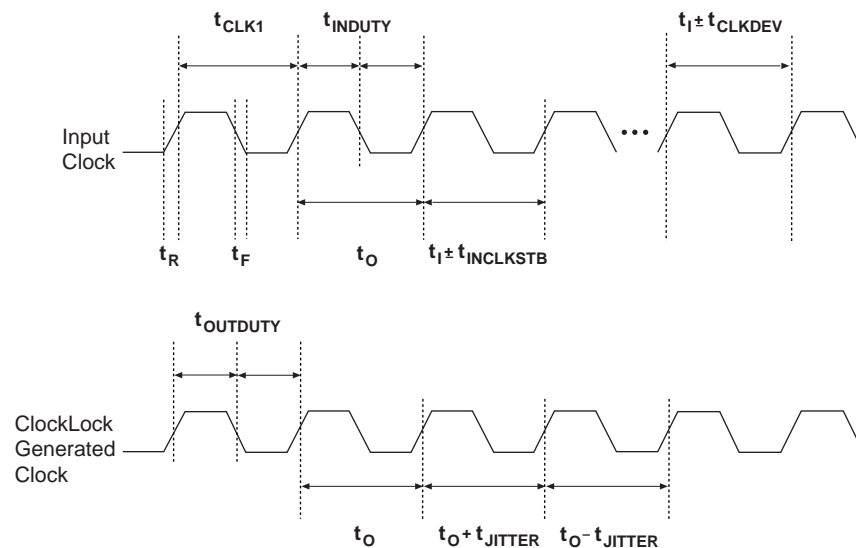 tCLK1 tINDUTY tI ± tCLKDEV
Input
Clock
tR tF tO tI ± tINCLKSTB
tOUTDUTY
ClockLock
Generated
Clock
tO tO + tJITTER tO − tJITTER